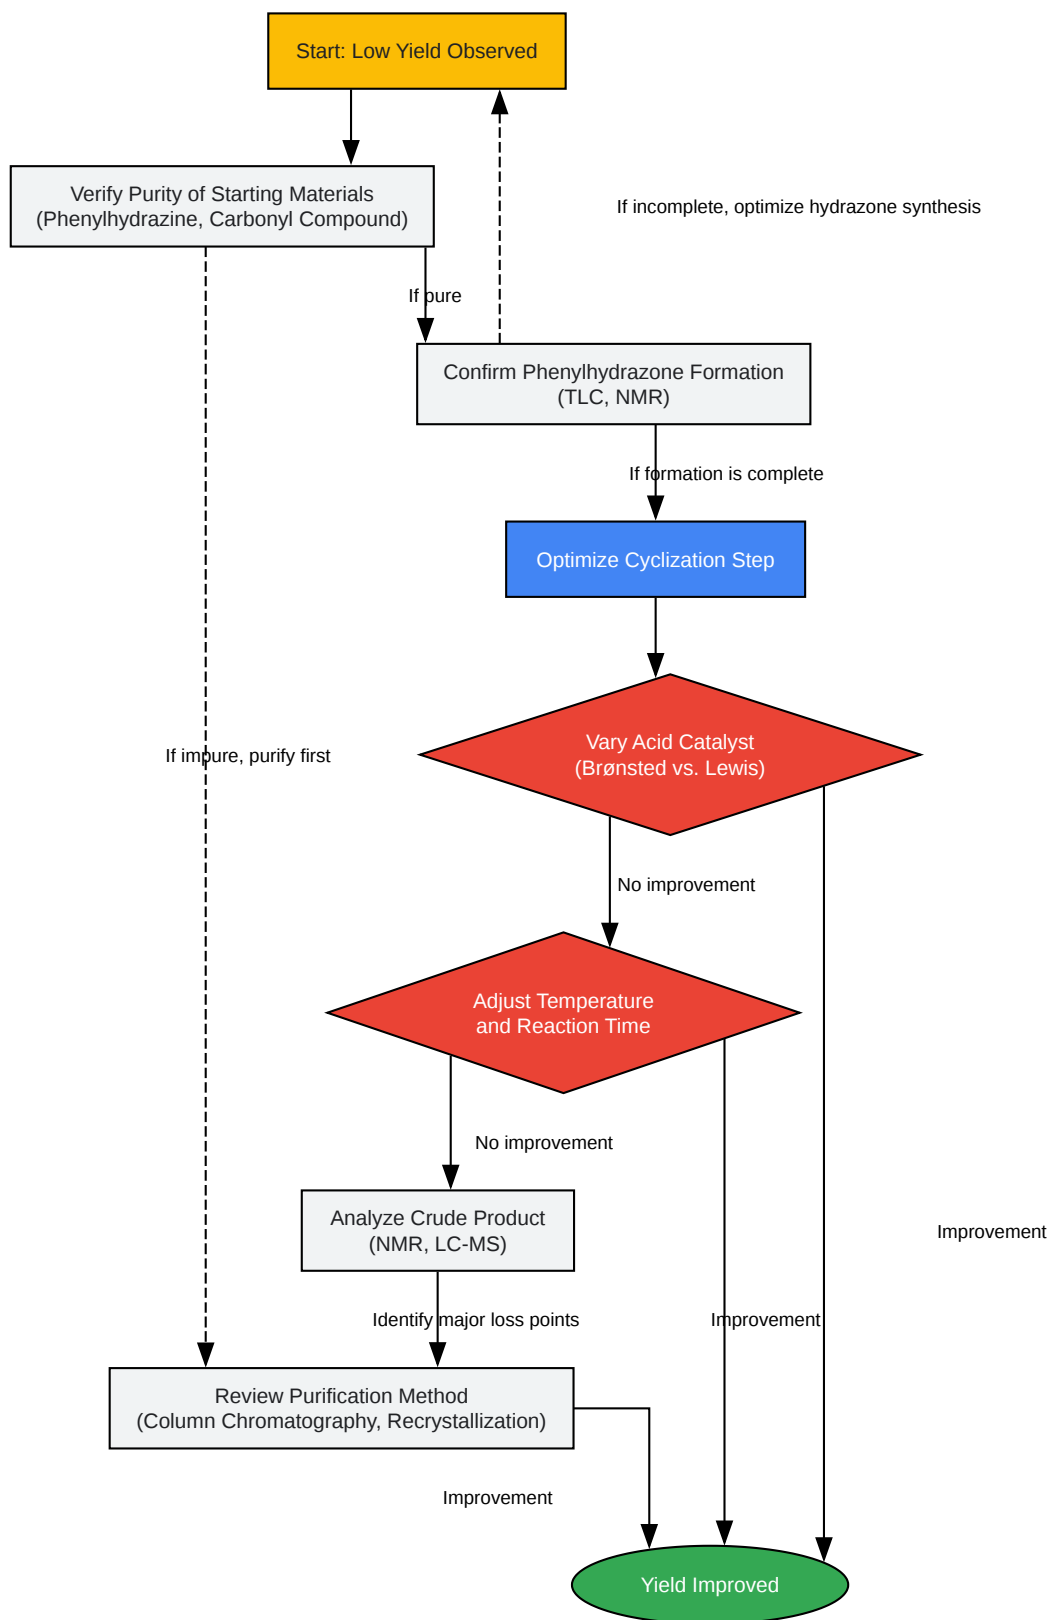 Start: Low Yield Observed
Verify Purity of Starting Materials
(Phenylhydrazine, Carbonyl Compound)
If incomplete, optimize hydrazone synthesis
If pure
Confirm Phenylhydrazone Formation
(TLC, NMR)
If formation is complete
Optimize Cyclization Step
Vary Acid Catalyst
(Brønsted vs. Lewis)
If impure, purify first
No improvement
Adjust Temperature
and Reaction Time
No improvement
Analyze Crude Product
(NMR, LC-MS)
Improvement
Identify major loss points
Improvement
Review Purification Method
(Column Chromatography, Recrystallization)
Improvement
Yield Improved